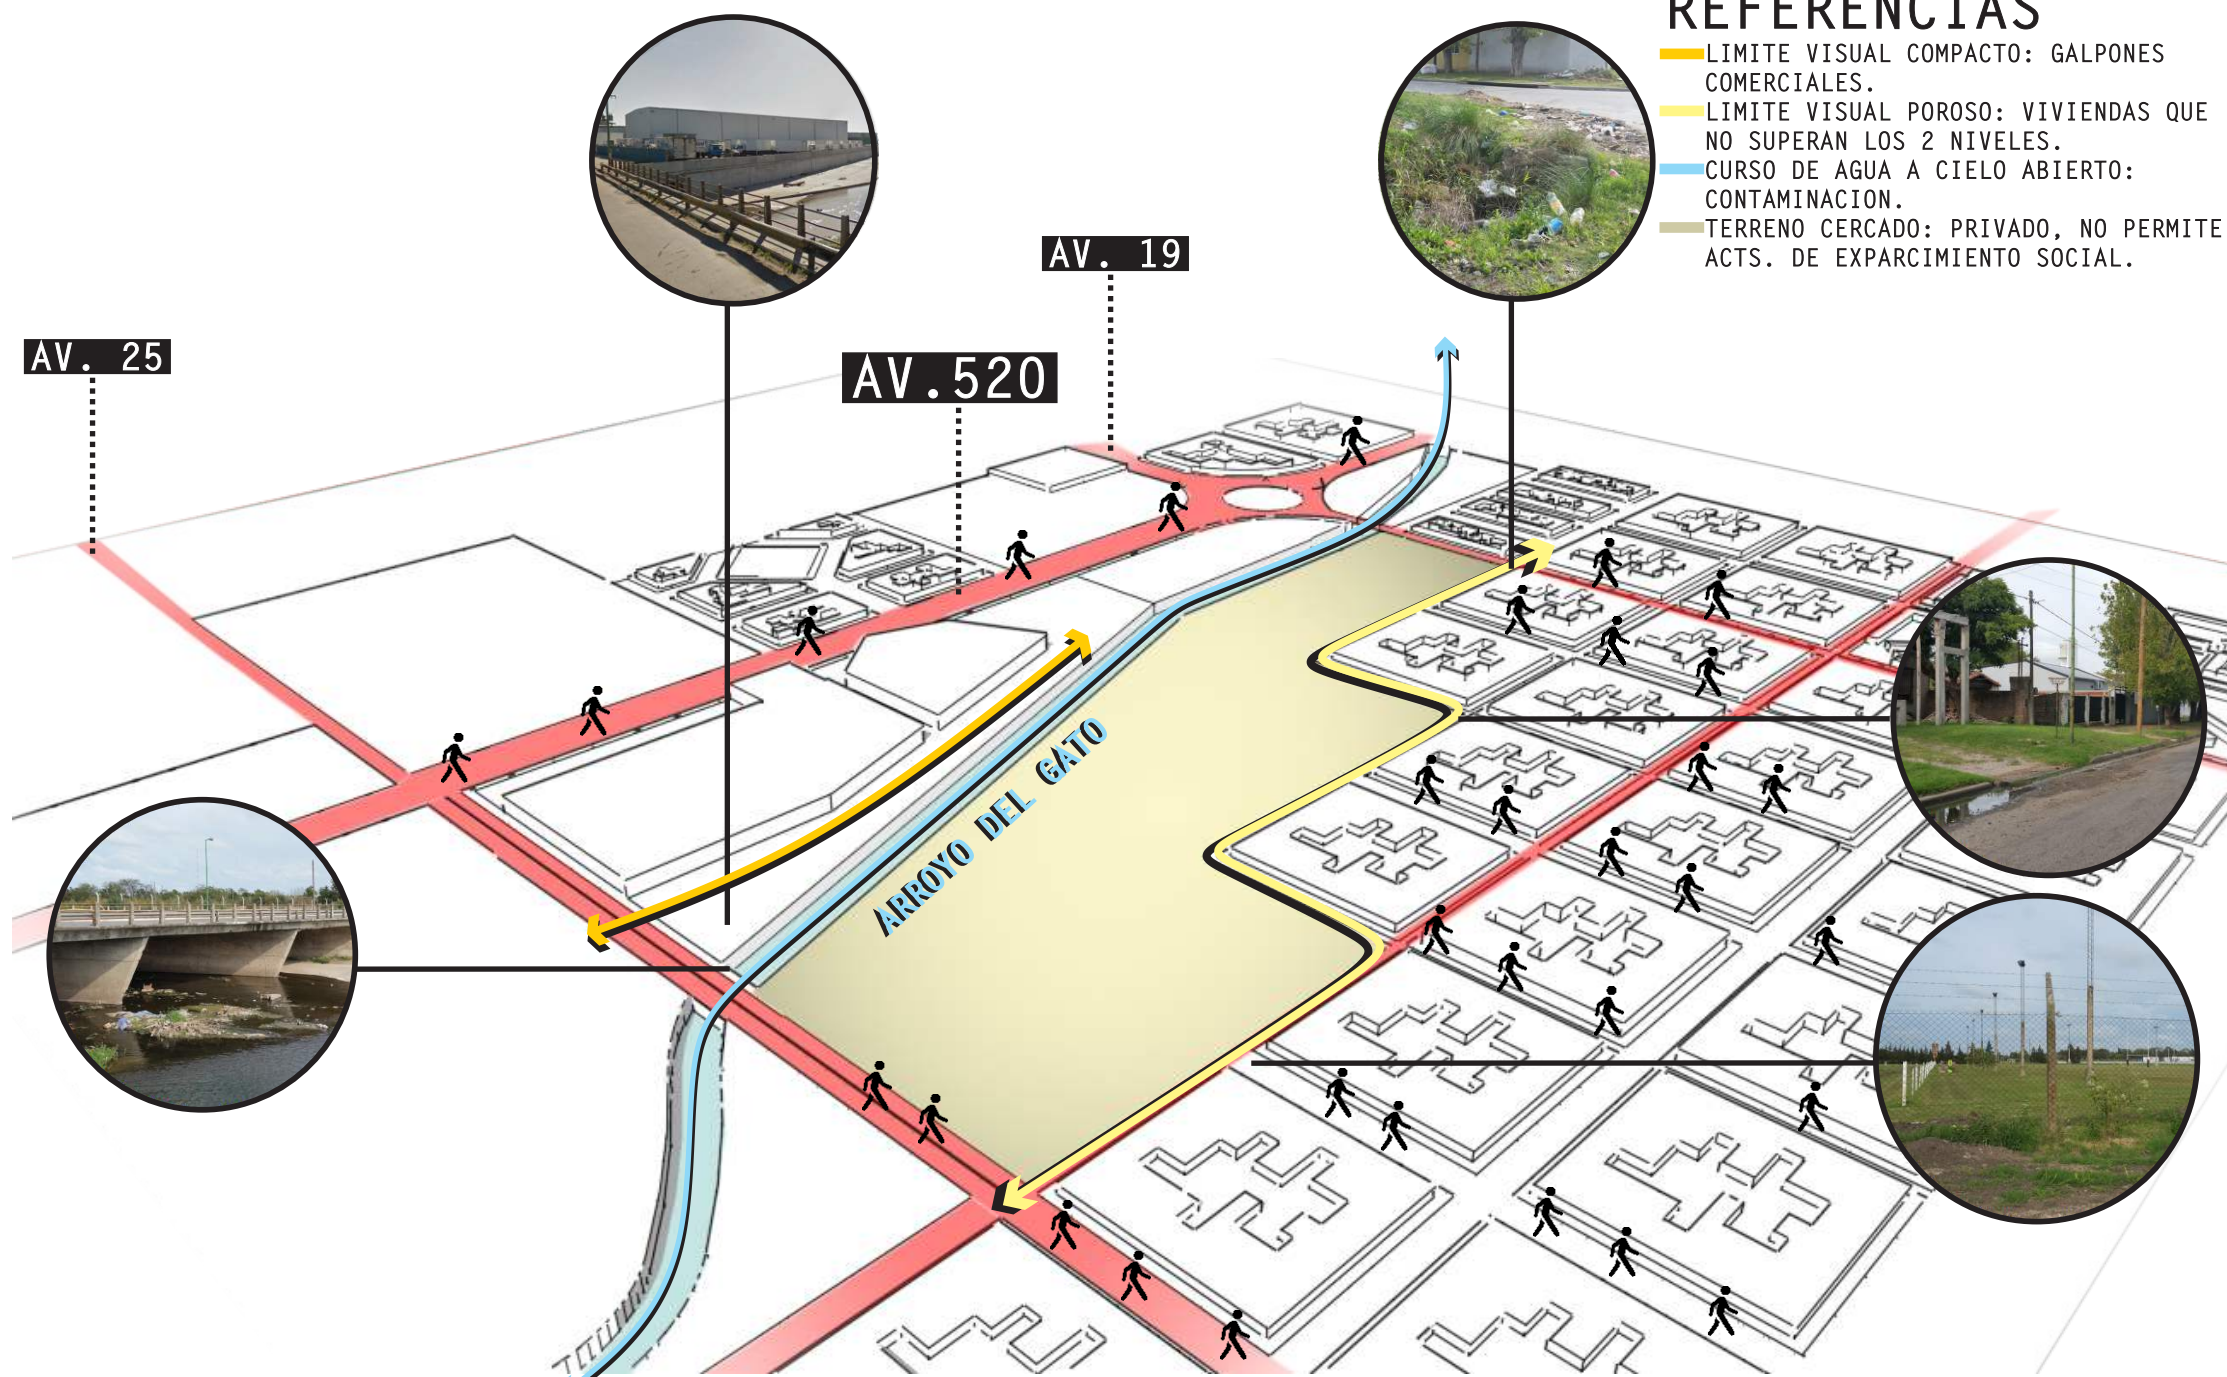 REFERENCIAS
LIMITE VISUAL COMPACTO: GALPONES
COMERCIALES.
LIMITE VISUAL POROSO: VIVIENDAS QUE
NO SUPERAN LOS 2 NIVELES.
CURSO DE AGUA A CIELO ABIERTO:
CONTAMINACION.
TERRENO CERCADO: PRIVADO, NO PERMITE
ACTS. DE EXPARCIMIENTO SOCIAL.
AV. 19
AV. 25
AV.520
ARROYO DEL GATO